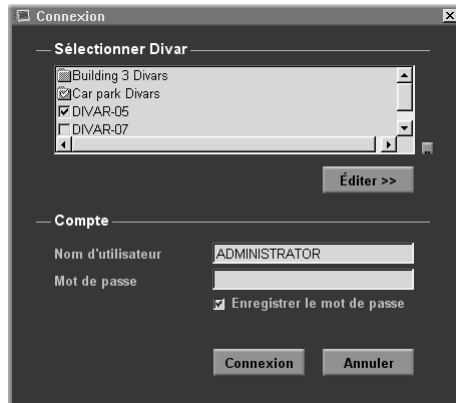 Connexion
Sélectionner Divar
Building 3 Divars
Car park Divars
DIVAR-05
DIVAR-07
Éditer >>
Compte
Nom d'utilisateur
ADMINISTRATOR
Mot de passe
Enregistrer le mot de passe
Connexion
Annuler